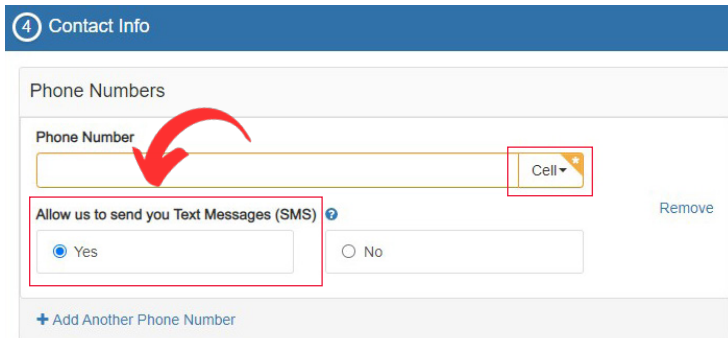 4 Contact Info
Phone Numbers
Phone Number
Cell
Allow us to send you Text Messages (SMS) ?
Remove
Yes
No
+ Add Another Phone Number